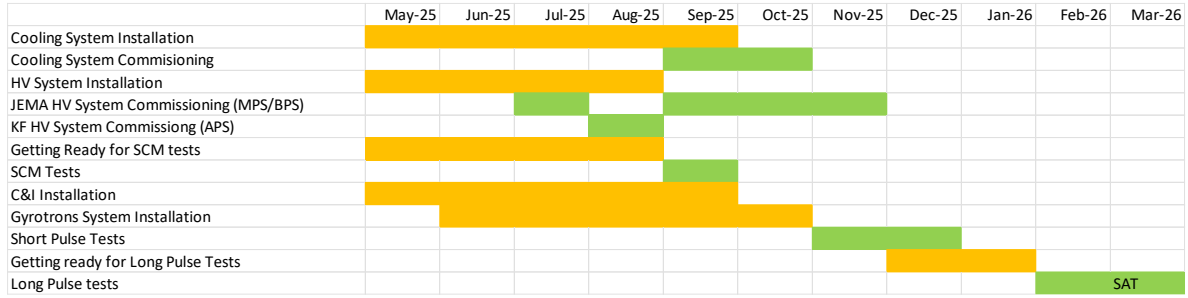 May-25 Jun-25 Jul-25 Aug-25 Sep-25 Oct-25 Nov-25 Dec-25 Jan-26 Feb-26 Mar-26
Cooling System Installation
Cooling System Commisioning
HV System Installation
JEMA HV System Commissioning (MPS/BPS)
KF HV System Commissiong (APS)
Getting Ready for SCM tests
SCM Tests
C&I Installation
Gyrotrons System Installation
Short Pulse Tests
Getting ready for Long Pulse Tests
Long Pulse tests SAT